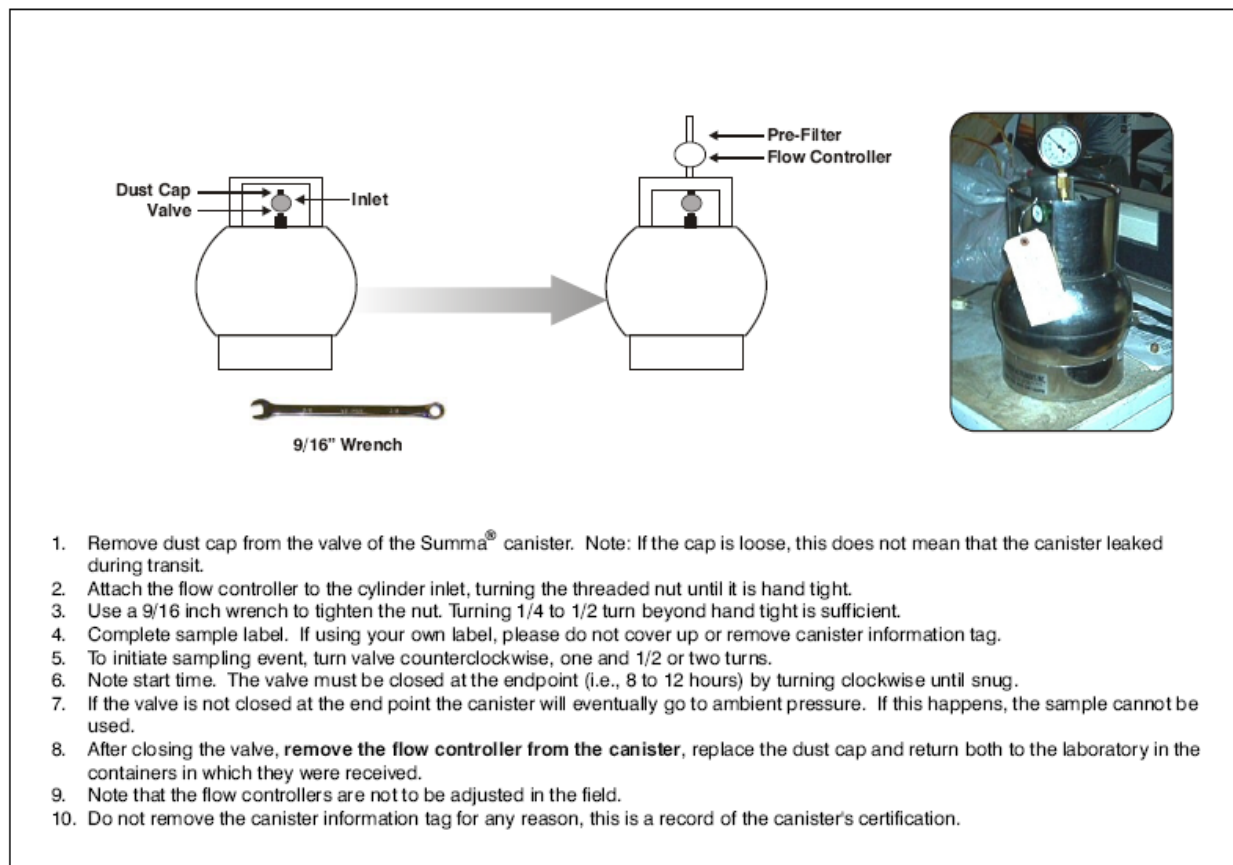 Pre-Filter
Flow Controller
Dust Cap
Inlet
Valve
9/16” Wrench
1. Remove dust cap from the valve of the Summa® canister. Note: If the cap is loose, this does not mean that the canister leaked
during transit.
2. Attach the flow controller to the cylinder inlet, turning the threaded nut until it is hand tight.
3. Use a 9/16 inch wrench to tighten the nut. Turning 1/4 to 1/2 turn beyond hand tight is sufficient.
4. Complete sample label. If using your own label, please do not cover up or remove canister information tag.
5. To initiate sampling event, turn valve counterclockwise, one and 1/2 or two turns.
6. Note start time. The valve must be closed at the endpoint (i.e., 8 to 12 hours) by turning clockwise until snug.
7. If the valve is not closed at the end point the canister will eventually go to ambient pressure. If this happens, the sample cannot be
used.
8. After closing the valve, remove the flow controller from the canister, replace the dust cap and return both to the laboratory in the
containers in which they were received.
9. Note that the flow controllers are not to be adjusted in the field.
10. Do not remove the canister information tag for any reason, this is a record of the canister's certification.